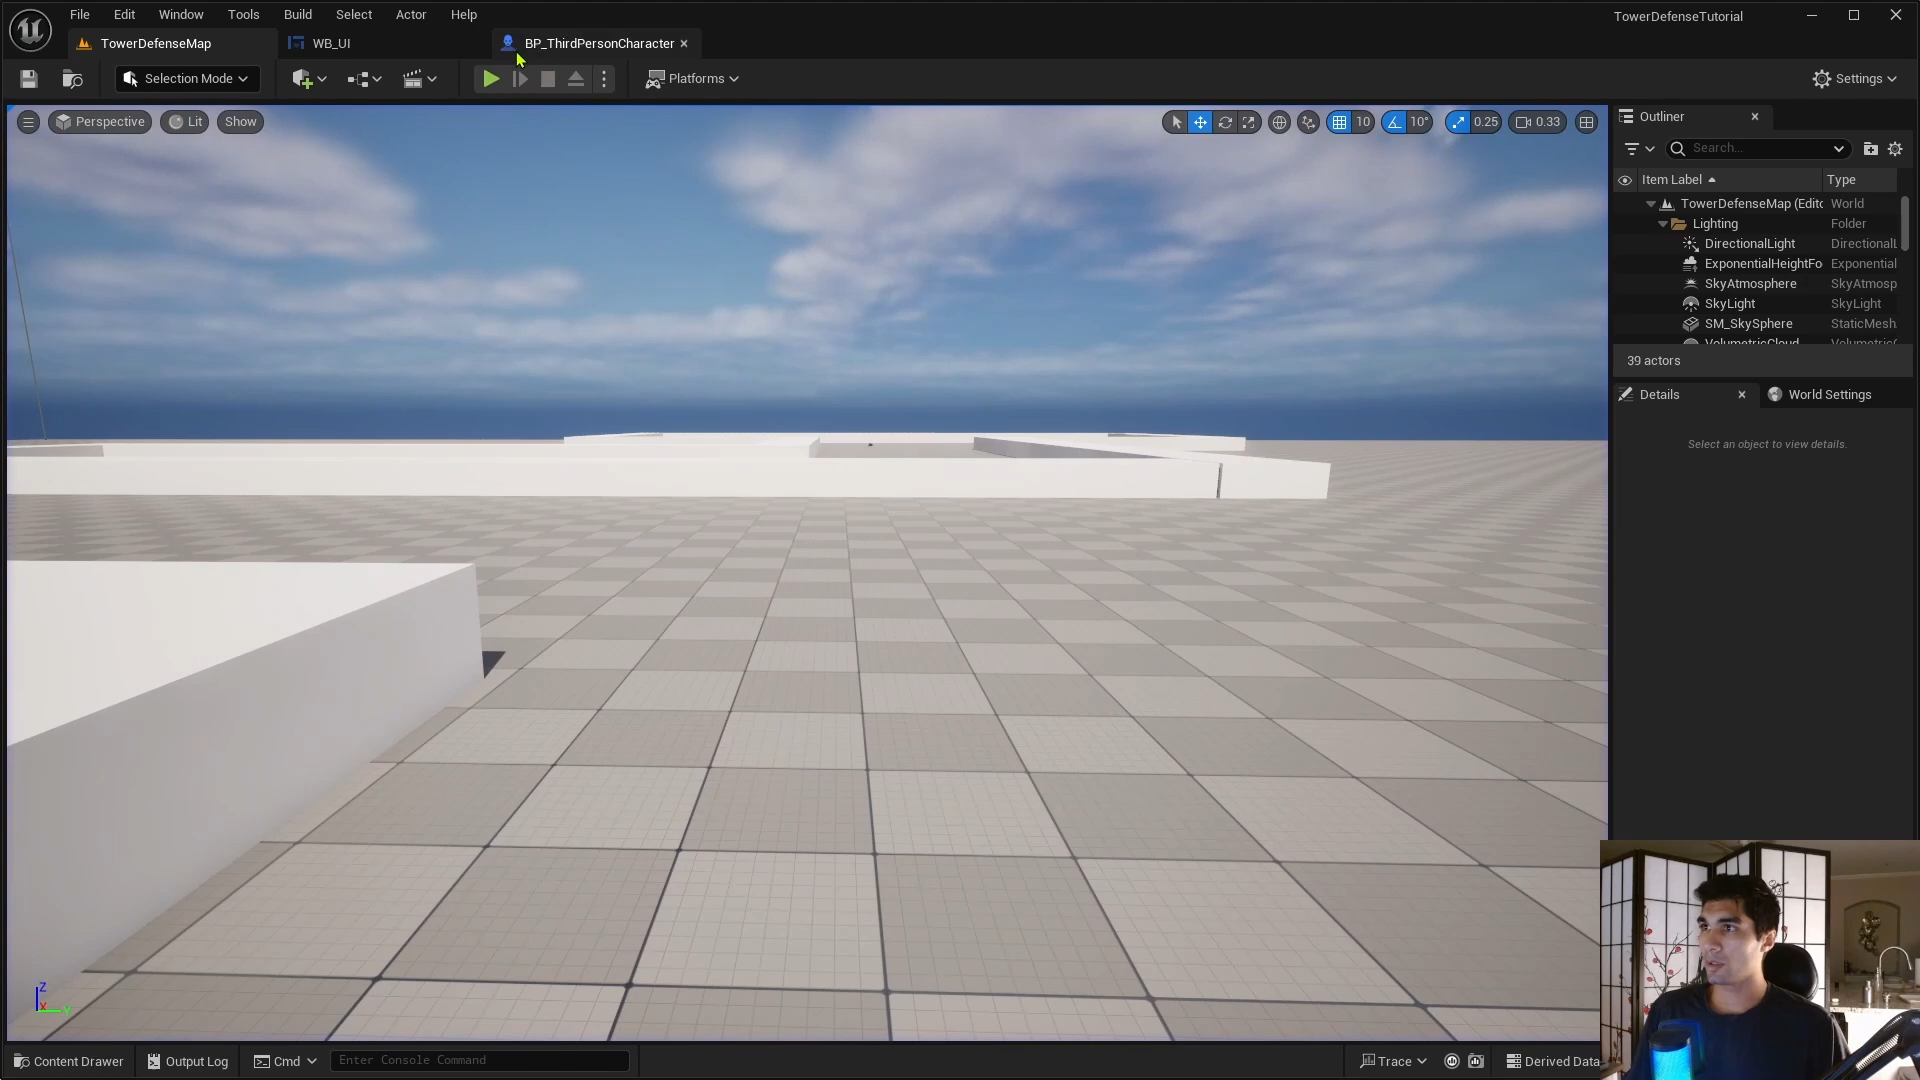 File Edit Window Tools Build Select Actor Help
TowerDefenseTutorial
TowerDefenseMap WB_UI BP_ThirdPersonCharacter
Selection Mode Platforms Settings
Perspective Lit Show 10 10° 0.25 0.33
Outliner
Search...
Item Label Type
TowerDefenseMap (Edito World
Lighting Folder
DirectionalLight DirectionalL
ExponentialHeightFo Exponential
SkyAtmosphere SkyAtmosp
SkyLight SkyLight
SM_SkySphere StaticMesh
VolumetricCloud
39 actors
Details World Settings
Select an object to view details.
Z
X
Y
Content Drawer Output Log Cmd Enter Console Command Trace Derived Data